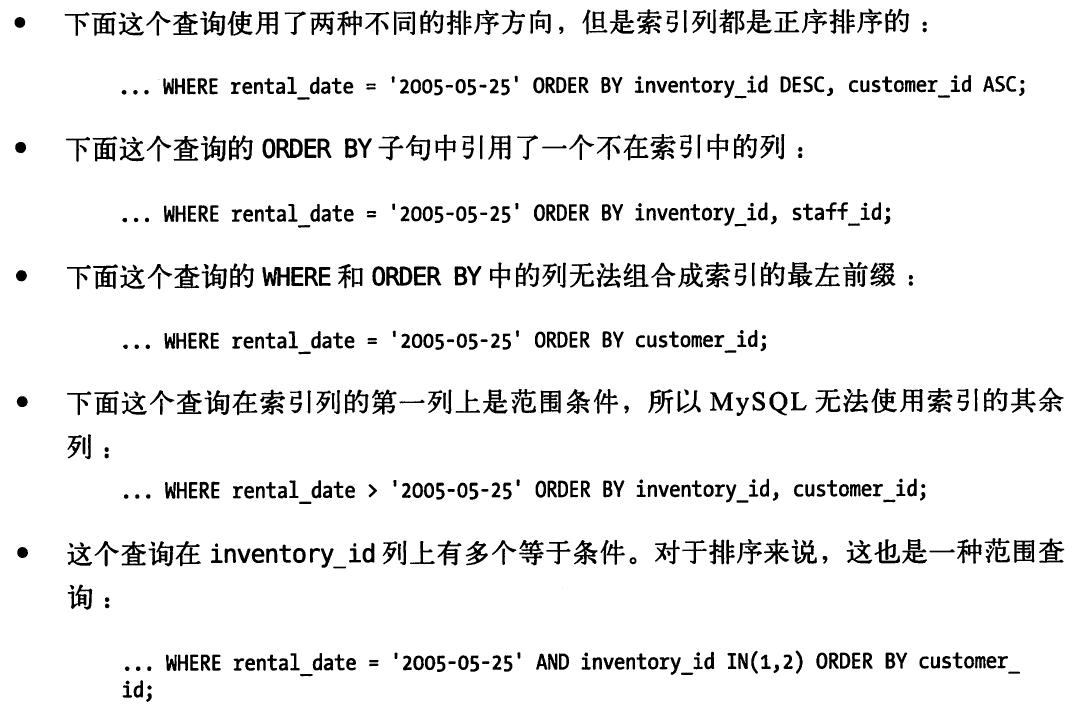 ● 下面这个查询使用了两种不同的排序方向，但是索引列都是正序排序的：
... WHERE rental_date = '2005-05-25' ORDER BY inventory_id DESC, customer_id ASC;
● 下面这个查询的 ORDER BY 子句中引用了一个不在索引中的列：
... WHERE rental_date = '2005-05-25' ORDER BY inventory_id, staff_id;
● 下面这个查询的 WHERE 和 ORDER BY 中的列无法组合成索引的最左前缀：
... WHERE rental_date = '2005-05-25' ORDER BY customer_id;
● 下面这个查询在索引列的第一列上是范围条件，所以 MySQL 无法使用索引的其余
列：
... WHERE rental_date > '2005-05-25' ORDER BY inventory_id, customer_id;
● 这个查询在 inventory_id 列上有多个等于条件。对于排序来说，这也是一种范围查
询：
... WHERE rental_date = '2005-05-25' AND inventory_id IN(1,2) ORDER BY customer_
id;